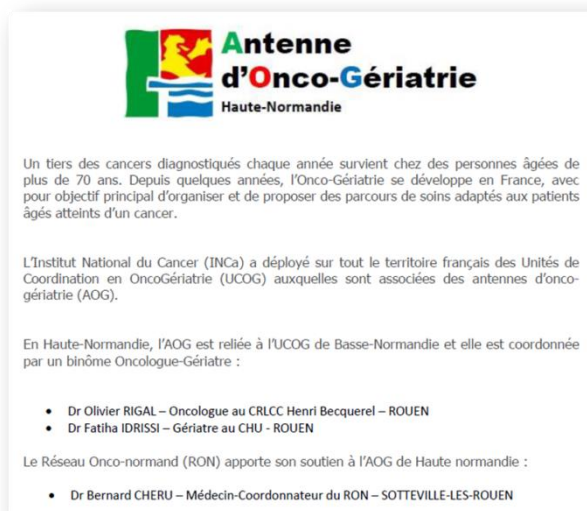 Antenne
d'Onco-Gériatrie
Haute-Normandie
Un tiers des cancers diagnostiqués chaque année survient chez des personnes âgées de
plus de 70 ans. Depuis quelques années, l'Onco-Gériatrie se développe en France, avec
pour objectif principal d'organiser et de proposer des parcours de soins adaptés aux patients
âgés atteints d'un cancer.
L'Institut National du Cancer (INCa) a déployé sur tout le territoire français des Unités de
Coordination en OncoGériatrie (UCOG) auxquelles sont associées des antennes d'onco-
gériatrie (AOG).
En Haute-Normandie, l'AOG est reliée à l'UCOG de Basse-Normandie et elle est coordonnée
par un binôme Oncologue-Gériatre :
• Dr Olivier RIGAL – Oncologue au CRLCC Henri Becquerel – ROUEN
• Dr Fatiha IDRISSI – Gériatre au CHU - ROUEN
Le Réseau Onco-normand (RON) apporte son soutien à l'AOG de Haute normandie :
• Dr Bernard CHERU – Médecin-Coordonnateur du RON – SOTTEVILLE-LES-ROUEN